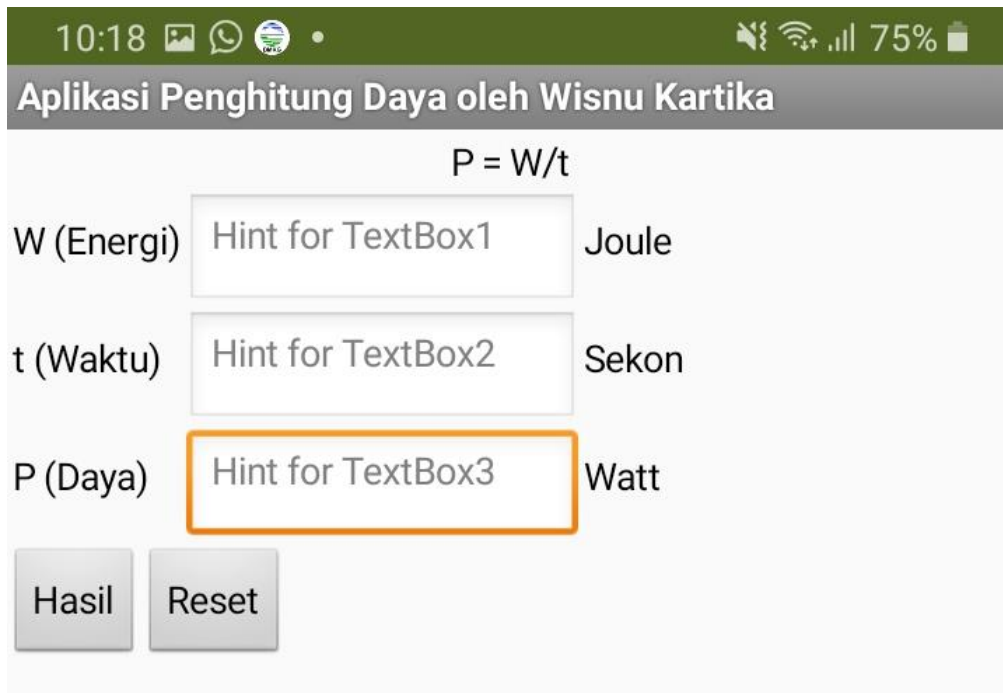 10:18 75%
Aplikasi Penghitung Daya oleh Wisnu Kartika
P = W/t
W (Energi) Hint for TextBox1 Joule
t (Waktu) Hint for TextBox2 Sekon
P (Daya) Hint for TextBox3 Watt
Hasil Reset